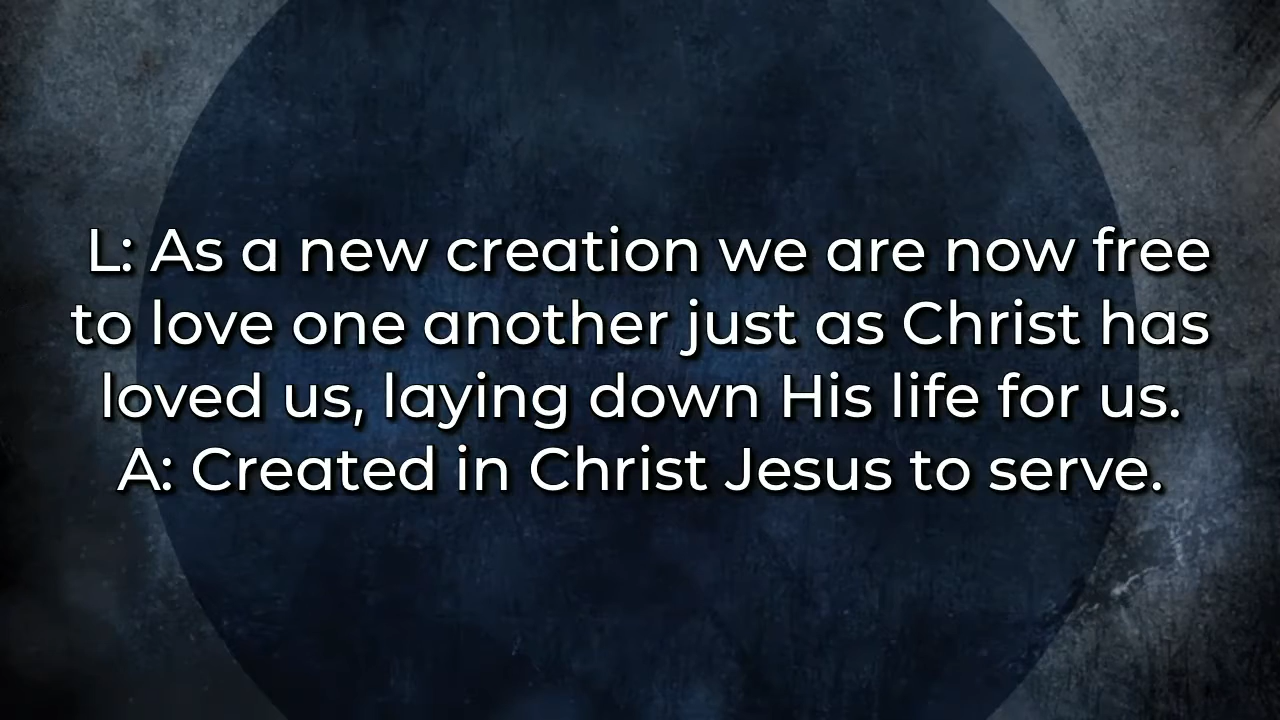 L: As a new creation we are now free
to love one another just as Christ has
loved us, laying down His life for us.
A: Created in Christ Jesus to serve.